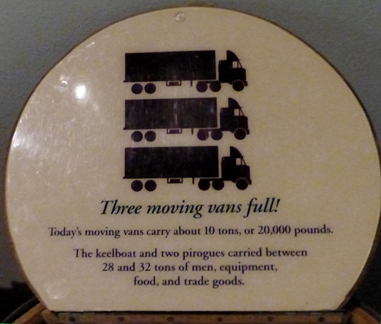 Three moving vans full!
Today's moving vans carry about 10 tons, or 20,000 pounds.
The keelboat and two pirogues carried between
28 and 32 tons of men, equipment,
food, and trade goods.